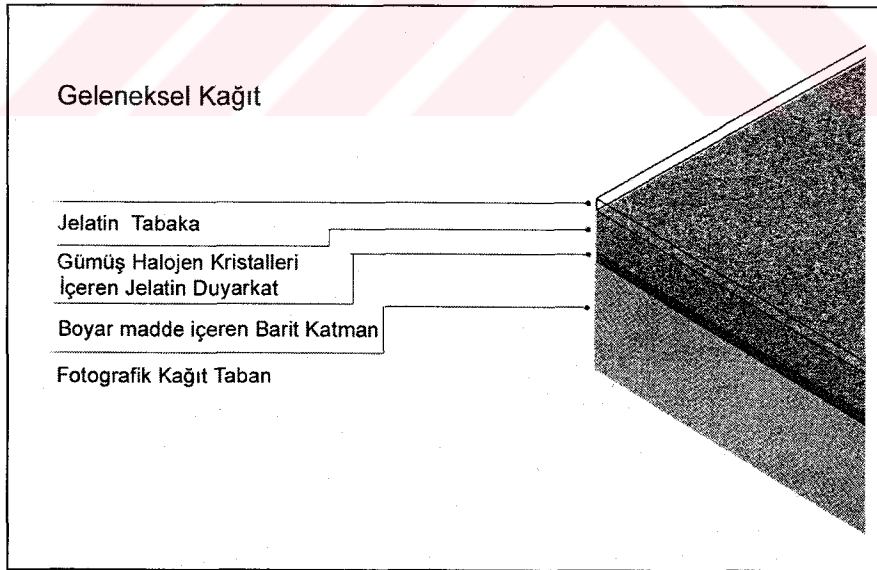 Geleneksel Kağıt
Jelatin Tabaka
Gümüş Halojen Kristalleri
İçeren Jelatin Duyarkat
Boyar madde içeren Barit Katman
Fotografik Kağıt Taban